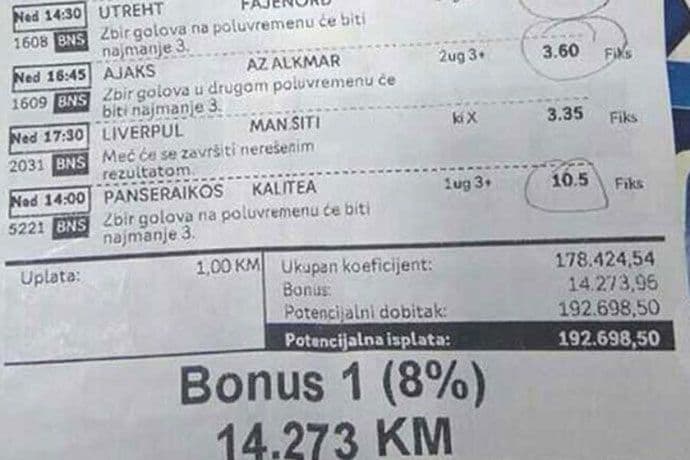 Ned 14:30 UTREHT FAJENORD
1608 BNS Zbir golova na poluvremenu će biti
najmanje 3.
Ned 16:45 AJAKS AZ ALKMAR 2ug 3+ 3.60 Fiks
1609 BNS Zbir golova u drugom poluvremenu će
biti najmanje 3.
Ned 17:30 LIVERPUL MAN.SITI ki X 3.35 Fiks
2031 BNS Meč će se završiti nerešenim
rezultatom.
Ned 14:00 PANSERAIKOS KALITEA 1ug 3+ 10.5 Fiks
5221 BNS Zbir golova na poluvremenu će biti
najmanje 3.
Uplata: 1,00 KM
Ukupan koeficijent: 178.424,54
Bonus: 14.273,96
Potencijalni dobitak: 192.698,50
Potencijalna isplata: 192.698,50
Bonus 1 (8%)
14.273 KM